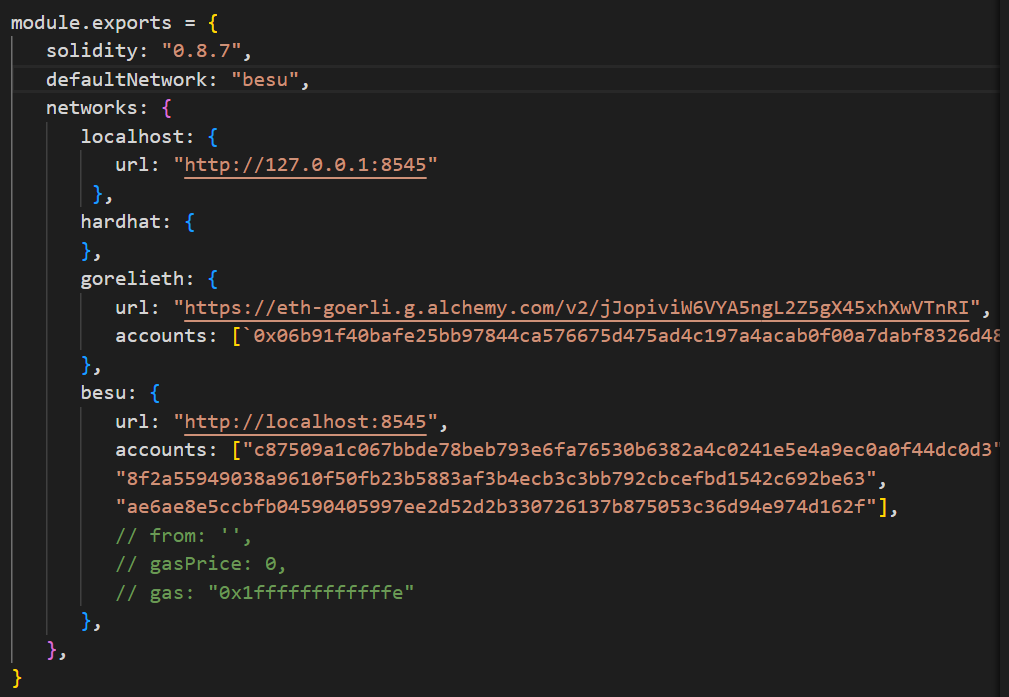 module.exports = {
solidity: "0.8.7",
defaultNetwork: "besu",
networks: {
localhost: {
url: "http://127.0.0.1:8545"
},
hardhat: {
},
gorelieth: {
url: "https://eth-goerli.g.alchemy.com/v2/jJopiviW6VYA5ngL2Z5gX45xhXwVTnRI",
accounts: [`0x06b91f40bafe25bb97844ca576675d475ad4c197a4acab0f00a7dabf8326d48
},
besu: {
url: "http://localhost:8545",
accounts: ["c87509a1c067bbde78beb793e6fa76530b6382a4c0241e5e4a9ec0a0f44dc0d3"
"8f2a55949038a9610f50fb23b5883af3b4ecb3c3bb792cbcefbd1542c692be63",
"ae6ae8e5ccbfb04590405997ee2d52d2b330726137b875053c36d94e974d162f"],
// from: '',
// gasPrice: 0,
// gas: "0x1ffffffffffffe"
},
},
}